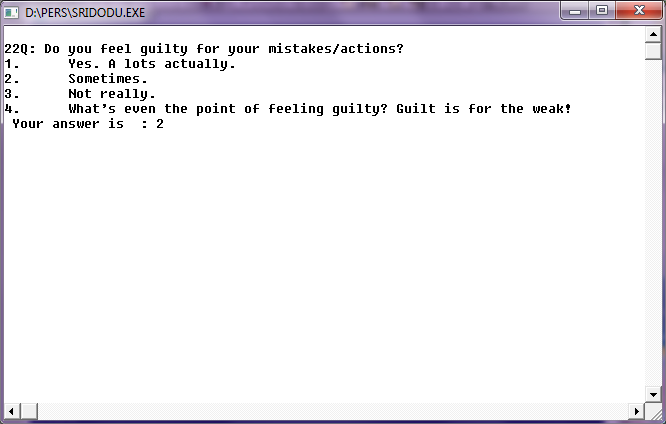 D:\PERS\SRIDODU.EXE
22Q: Do you feel guilty for your mistakes/actions?
1. Yes. A lots actually.
2. Sometimes.
3. Not really.
4. What's even the point of feeling guilty? Guilt is for the weak!
Your answer is : 2